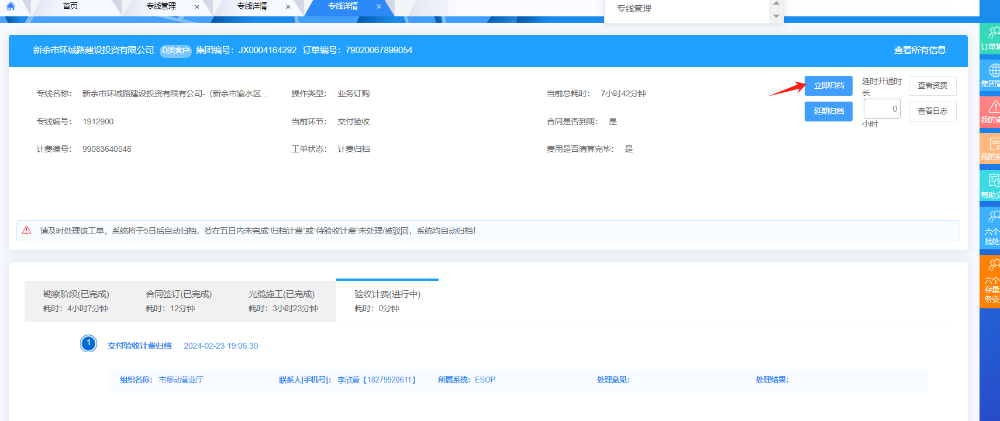 首页 专线管理 × 专线详情 × 专线详情 × 专线管理
新余市环城路建设投资有限公司. D类客户 集团编号：JX0004164292 订单编号：79020067899054 查看所有信息
专线名称： 新余市环城路建设投资有限有公司-（新余市渝水区... 操作类型： 业务订购 当前总耗时： 7小时42分钟
专线编号： 1912900 当前环节： 交付验收 合同是否到期： 是
计费编号： 99083640548 工单状态： 计费归档 费用是否清算完毕： 是
立即归档 延时开通时长 查看资费
延期归档 0 小时 查看日志
请及时处理该工单，系统将于5日后自动归档，若在五日内未完成“归档计费”或“待验收计费”未处理/被驳回，系统均自动归档！
勘察阶段(已完成) 合同签订(已完成) 光缆施工(已完成) 验收计费(进行中)
耗时：4小时7分钟 耗时：12分钟 耗时：3小时23分钟 耗时：0分钟
1 交付验收计费归档 2024-02-23 19:06:30
组织名称： 市移动营业厅 联系人[手机号]： 李欣蔚【18279920611】 所属系统：ESOP 处理意见： 处理结果：
订单管
集团管
我的
我的
帮助文
六个
批处
六个
存量
务变